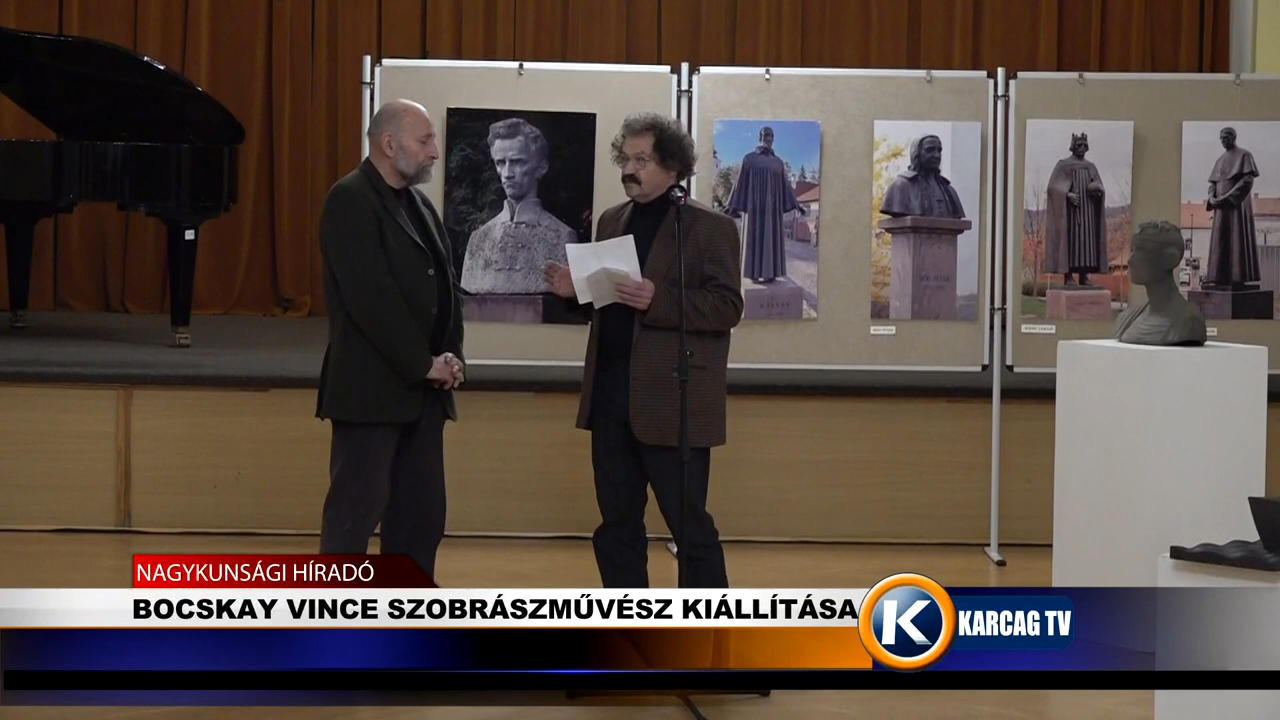 NAGYKUNSÁGI HÍRADÓ
BOCSKAY VINCE SZOBRÁSZMŰVÉSZ KIÁLLÍTÁSA
K KARCAG TV